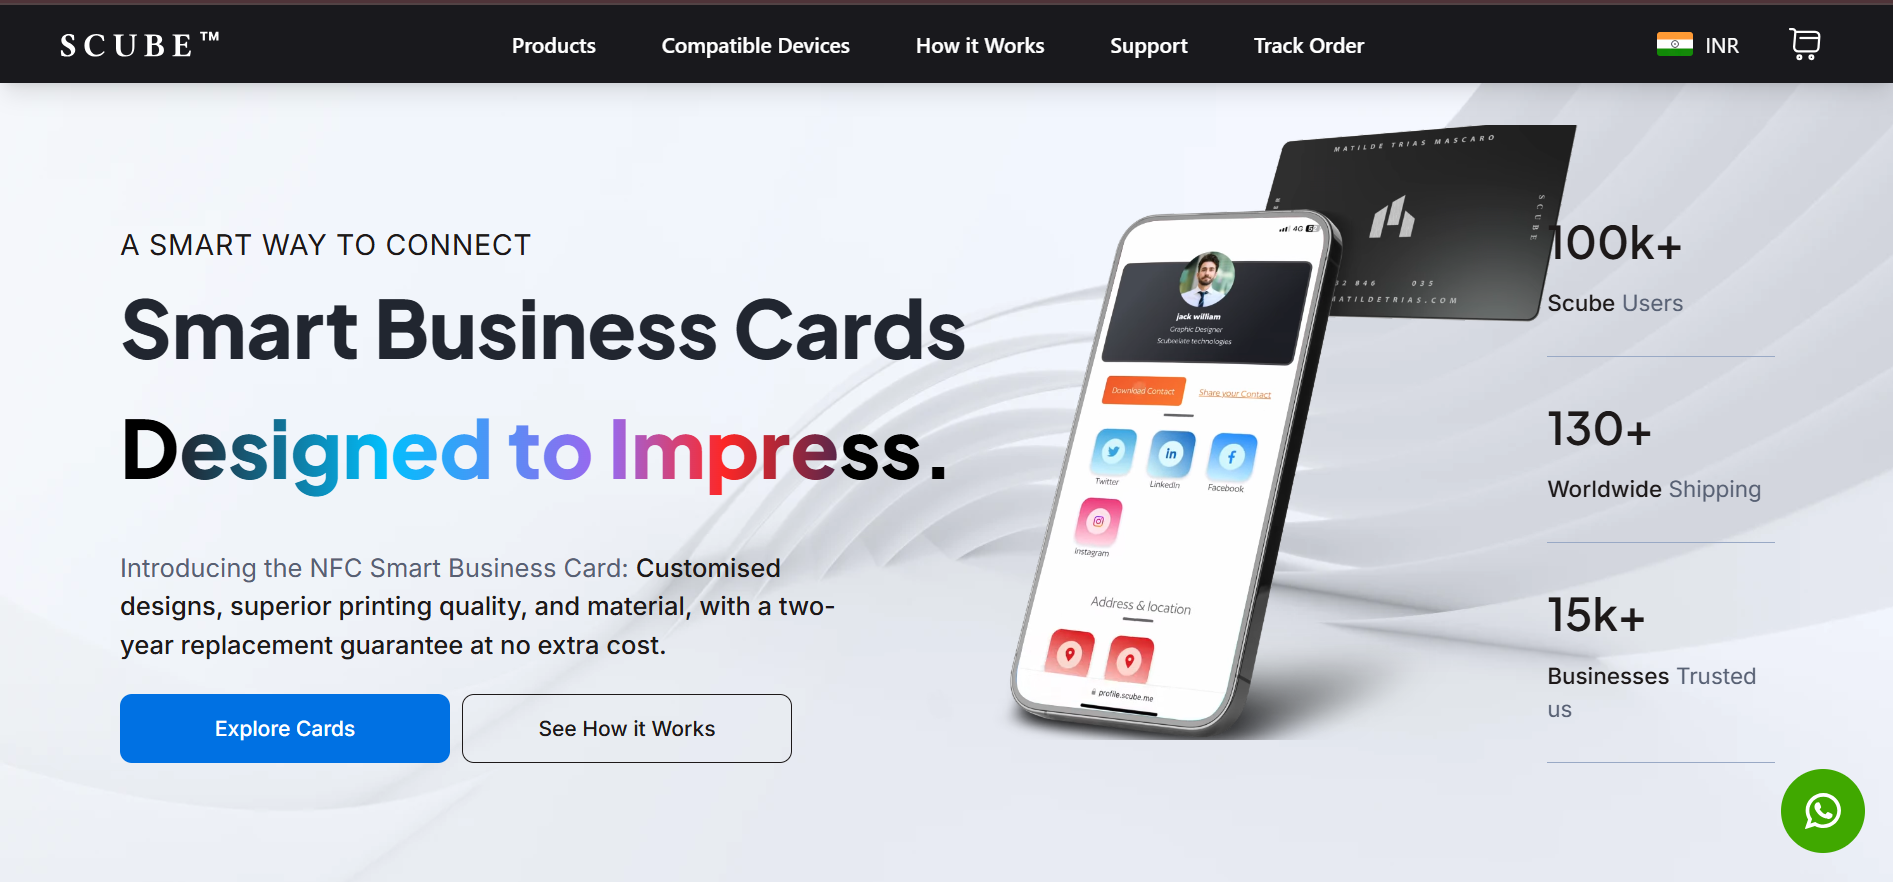 SCUBE™
Products
Compatible Devices
How it Works
Support
Track Order
INR
A SMART WAY TO CONNECT
Smart Business Cards
Designed to Impress.
Introducing the NFC Smart Business Card: Customised
designs, superior printing quality, and material, with a two-
year replacement guarantee at no extra cost.
Explore Cards
See How it Works
MATILDE TRIAS MASCARO
SCUBE
32 846 035
MATILDETRIAS.COM
4G
jack william
Graphic Designer
Scubeelate technologies
Download Contact
Share your Contact
Twitter
LinkedIn
Facebook
Instagram
Address & location
profile.scube.me
100k+
Scube Users
130+
Worldwide Shipping
15k+
Businesses Trusted
us